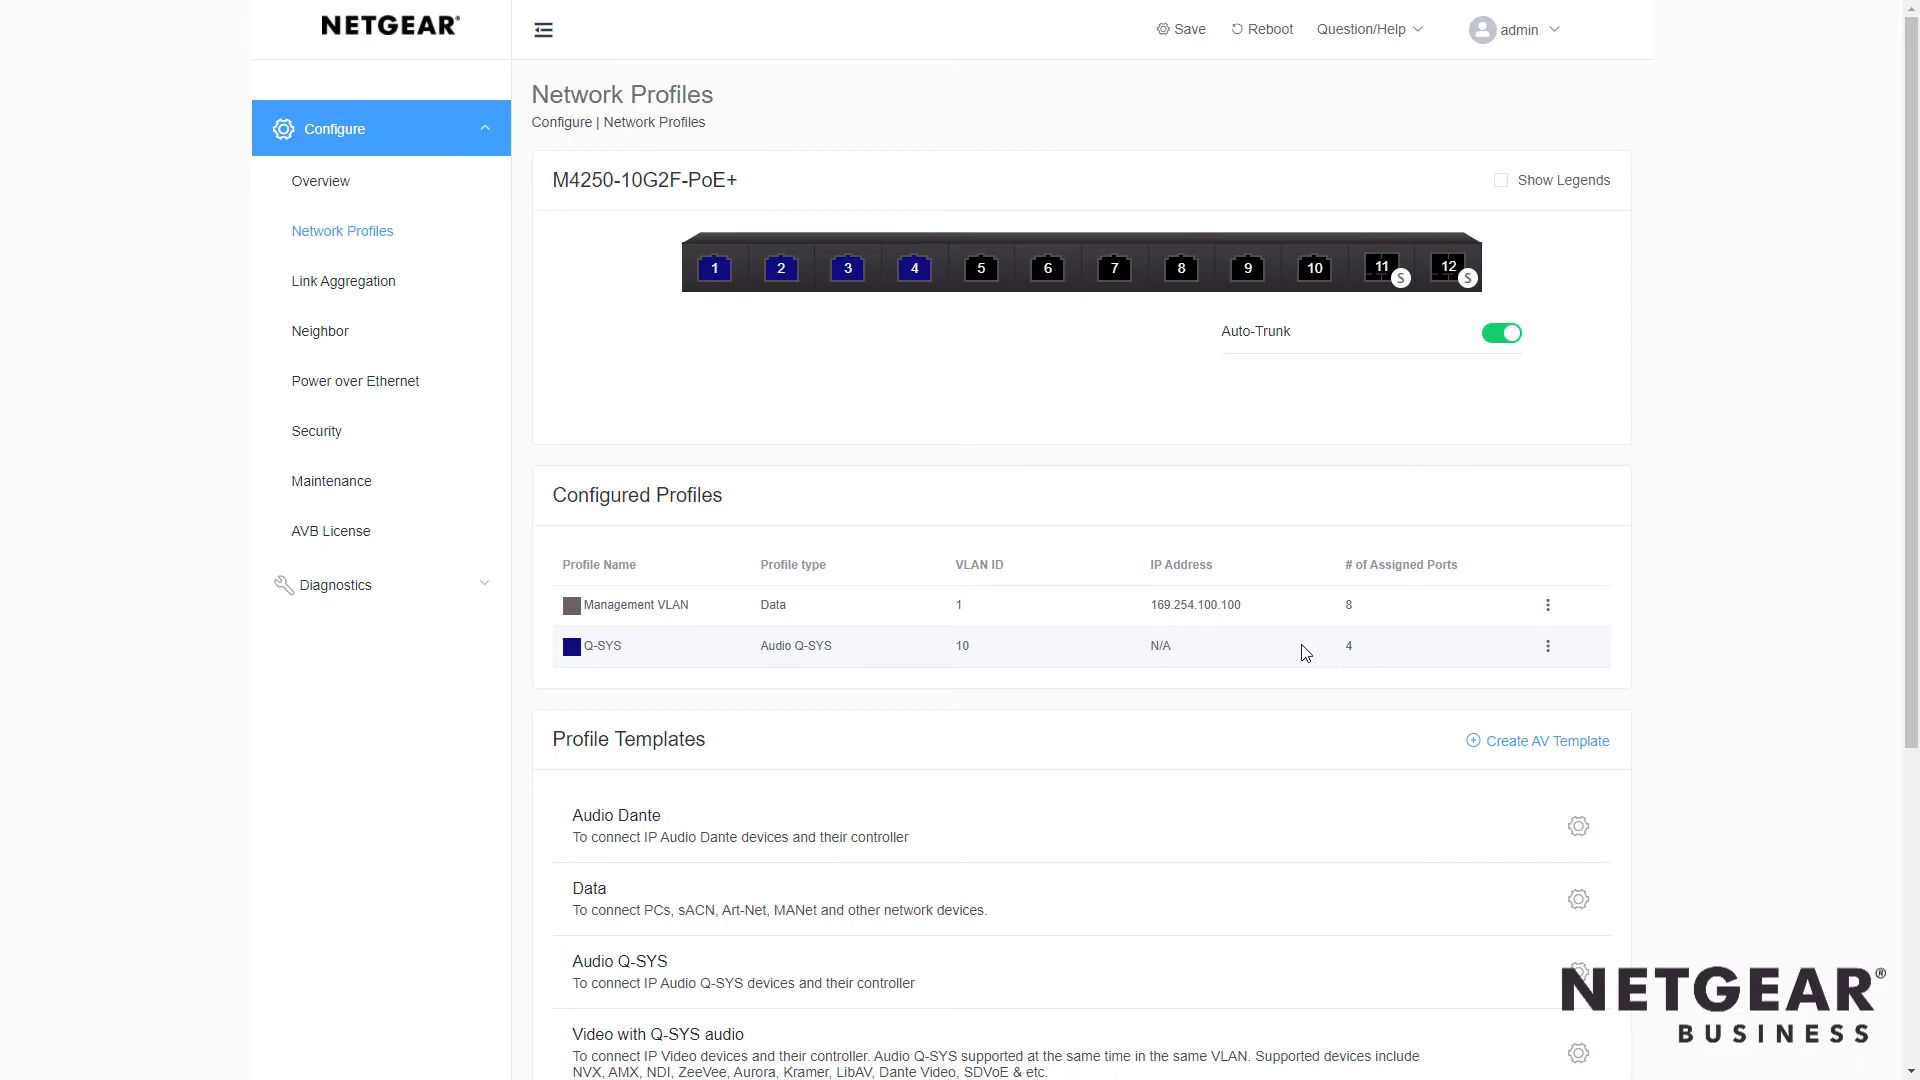 NETGEAR®
Save
Reboot
Question/Help
admin
Network Profiles
Configure | Network Profiles
Configure
Overview
Network Profiles
Link Aggregation
Neighbor
Power over Ethernet
Security
Maintenance
AVB License
Diagnostics
M4250-10G2F-PoE+
Show Legends
1 2 3 4 5 6 7 8 9 10 11 S 12 S
Auto-Trunk
Configured Profiles
Profile Name Profile type VLAN ID IP Address # of Assigned Ports
Management VLAN Data 1 169.254.100.100 8
Q-SYS Audio Q-SYS 10 N/A 4
Profile Templates
Create AV Template
Audio Dante
To connect IP Audio Dante devices and their controller
Data
To connect PCs, sACN, Art-Net, MANet and other network devices.
Audio Q-SYS
To connect IP Audio Q-SYS devices and their controller
Video with Q-SYS audio
To connect IP Video devices and their controller. Audio Q-SYS supported at the same time in the same VLAN. Supported devices include
NVX, AMX, NDI, ZeeVee, Aurora, Kramer, LibAV, Dante Video, SDVoE & etc.
NETGEAR®
BUSINESS